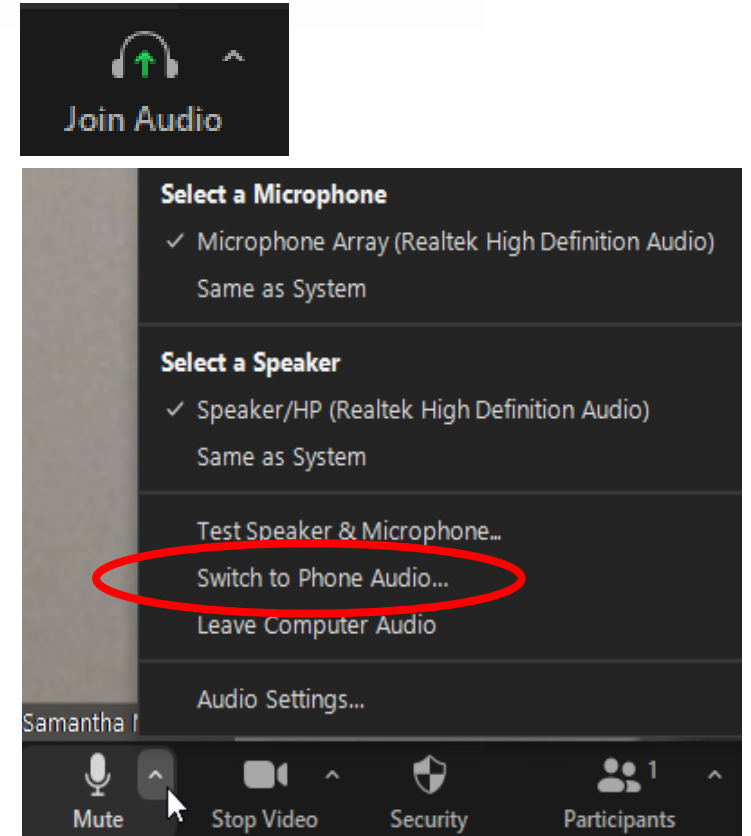 Join Audio
Select a Microphone
✓ Microphone Array (Realtek High Definition Audio)
Same as System
Select a Speaker
✓ Speaker/HP (Realtek High Definition Audio)
Same as System
Test Speaker & Microphone...
Switch to Phone Audio...
Leave Computer Audio
Audio Settings...
Samantha
1
Mute Stop Video Security Participants